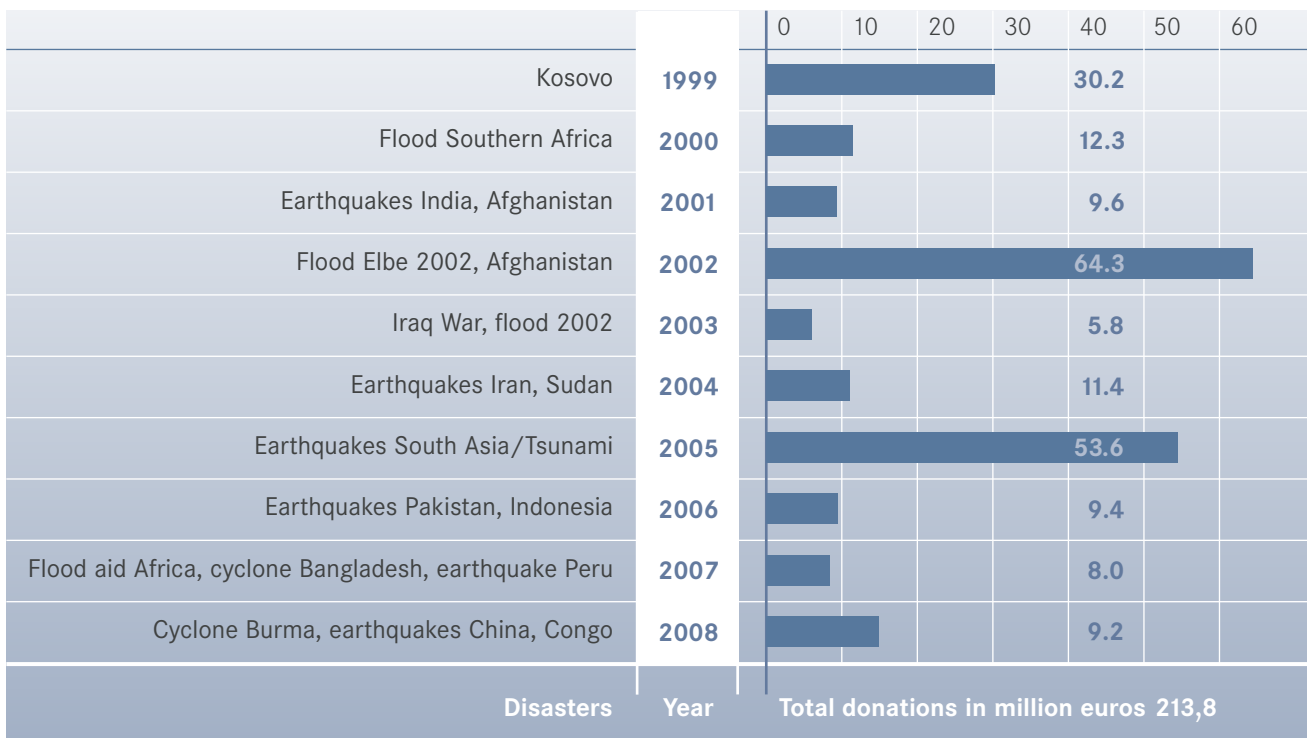 0 10 20 30 40 50 60
Kosovo 1999 30.2
Flood Southern Africa 2000 12.3
Earthquakes India, Afghanistan 2001 9.6
Flood Elbe 2002, Afghanistan 2002 64.3
Iraq War, flood 2002 2003 5.8
Earthquakes Iran, Sudan 2004 11.4
Earthquakes South Asia/Tsunami 2005 53.6
Earthquakes Pakistan, Indonesia 2006 9.4
Flood aid Africa, cyclone Bangladesh, earthquake Peru 2007 8.0
Cyclone Burma, earthquakes China, Congo 2008 9.2
Disasters Year Total donations in million euros 213,8